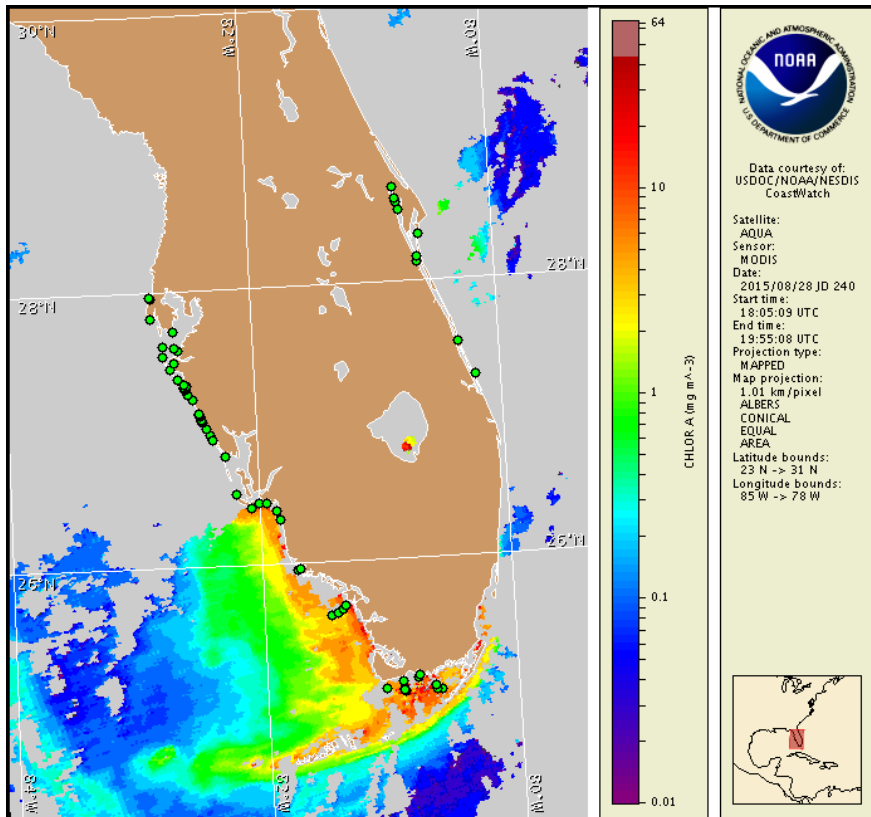 30°N
82°W
80°W
28°N
28°N
26°N
26°N
84°W
82°W
80°W
64
10
1
0.1
0.01
CHLOR A (mg m^-3)
NATIONAL OCEANIC AND ATMOSPHERIC ADMINISTRATION
NOAA
U.S. DEPARTMENT OF COMMERCE
Data courtesy of:
USDOC/NOAA/NESDIS
CoastWatch
Satellite:
AQUA
Sensor:
MODIS
Date:
2015/08/28 JD 240
Start time:
18:05:09 UTC
End time:
19:55:08 UTC
Projection type:
MAPPED
Map projection:
1.01 km/pixel
ALBERS
CONICAL
EQUAL
AREA
Latitude bounds:
23 N -> 31 N
Longitude bounds:
85 W -> 78 W